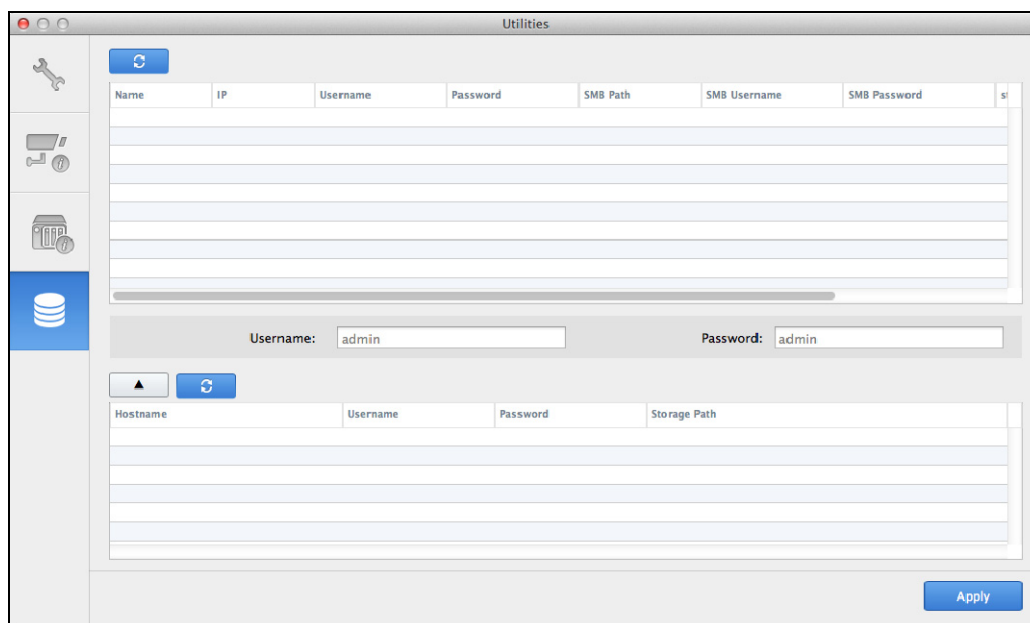 Utilities
Name IP Username Password SMB Path SMB Username SMB Password
Username: admin Password: admin
Hostname Username Password Storage Path
Apply